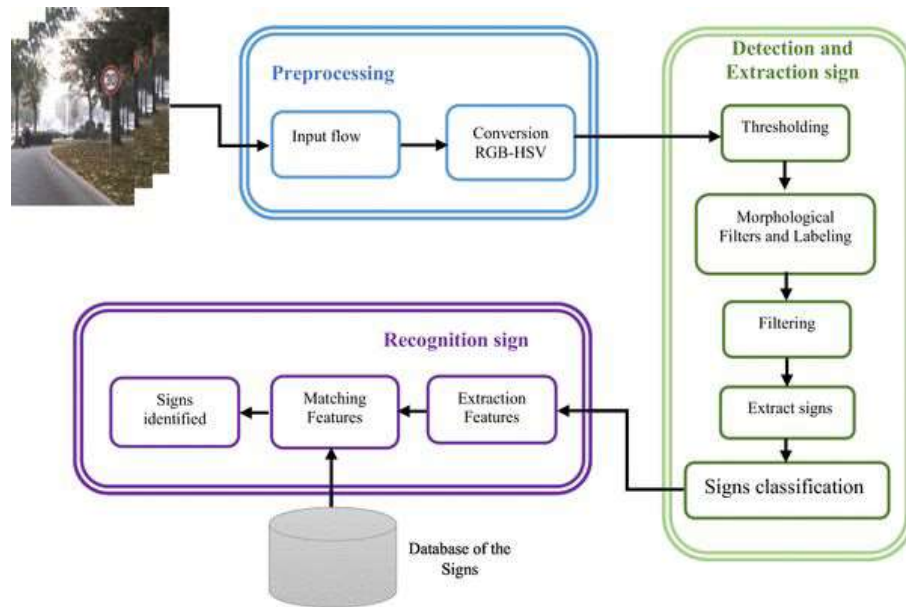 Preprocessing
Input flow
Conversion
RGB-HSV
Detection and
Extraction sign
Thresholding
Morphological
Filters and Labeling
Filtering
Extract signs
Signs classification
Recognition sign
Extraction
Features
Matching
Features
Signs
identified
Database of the
Signs